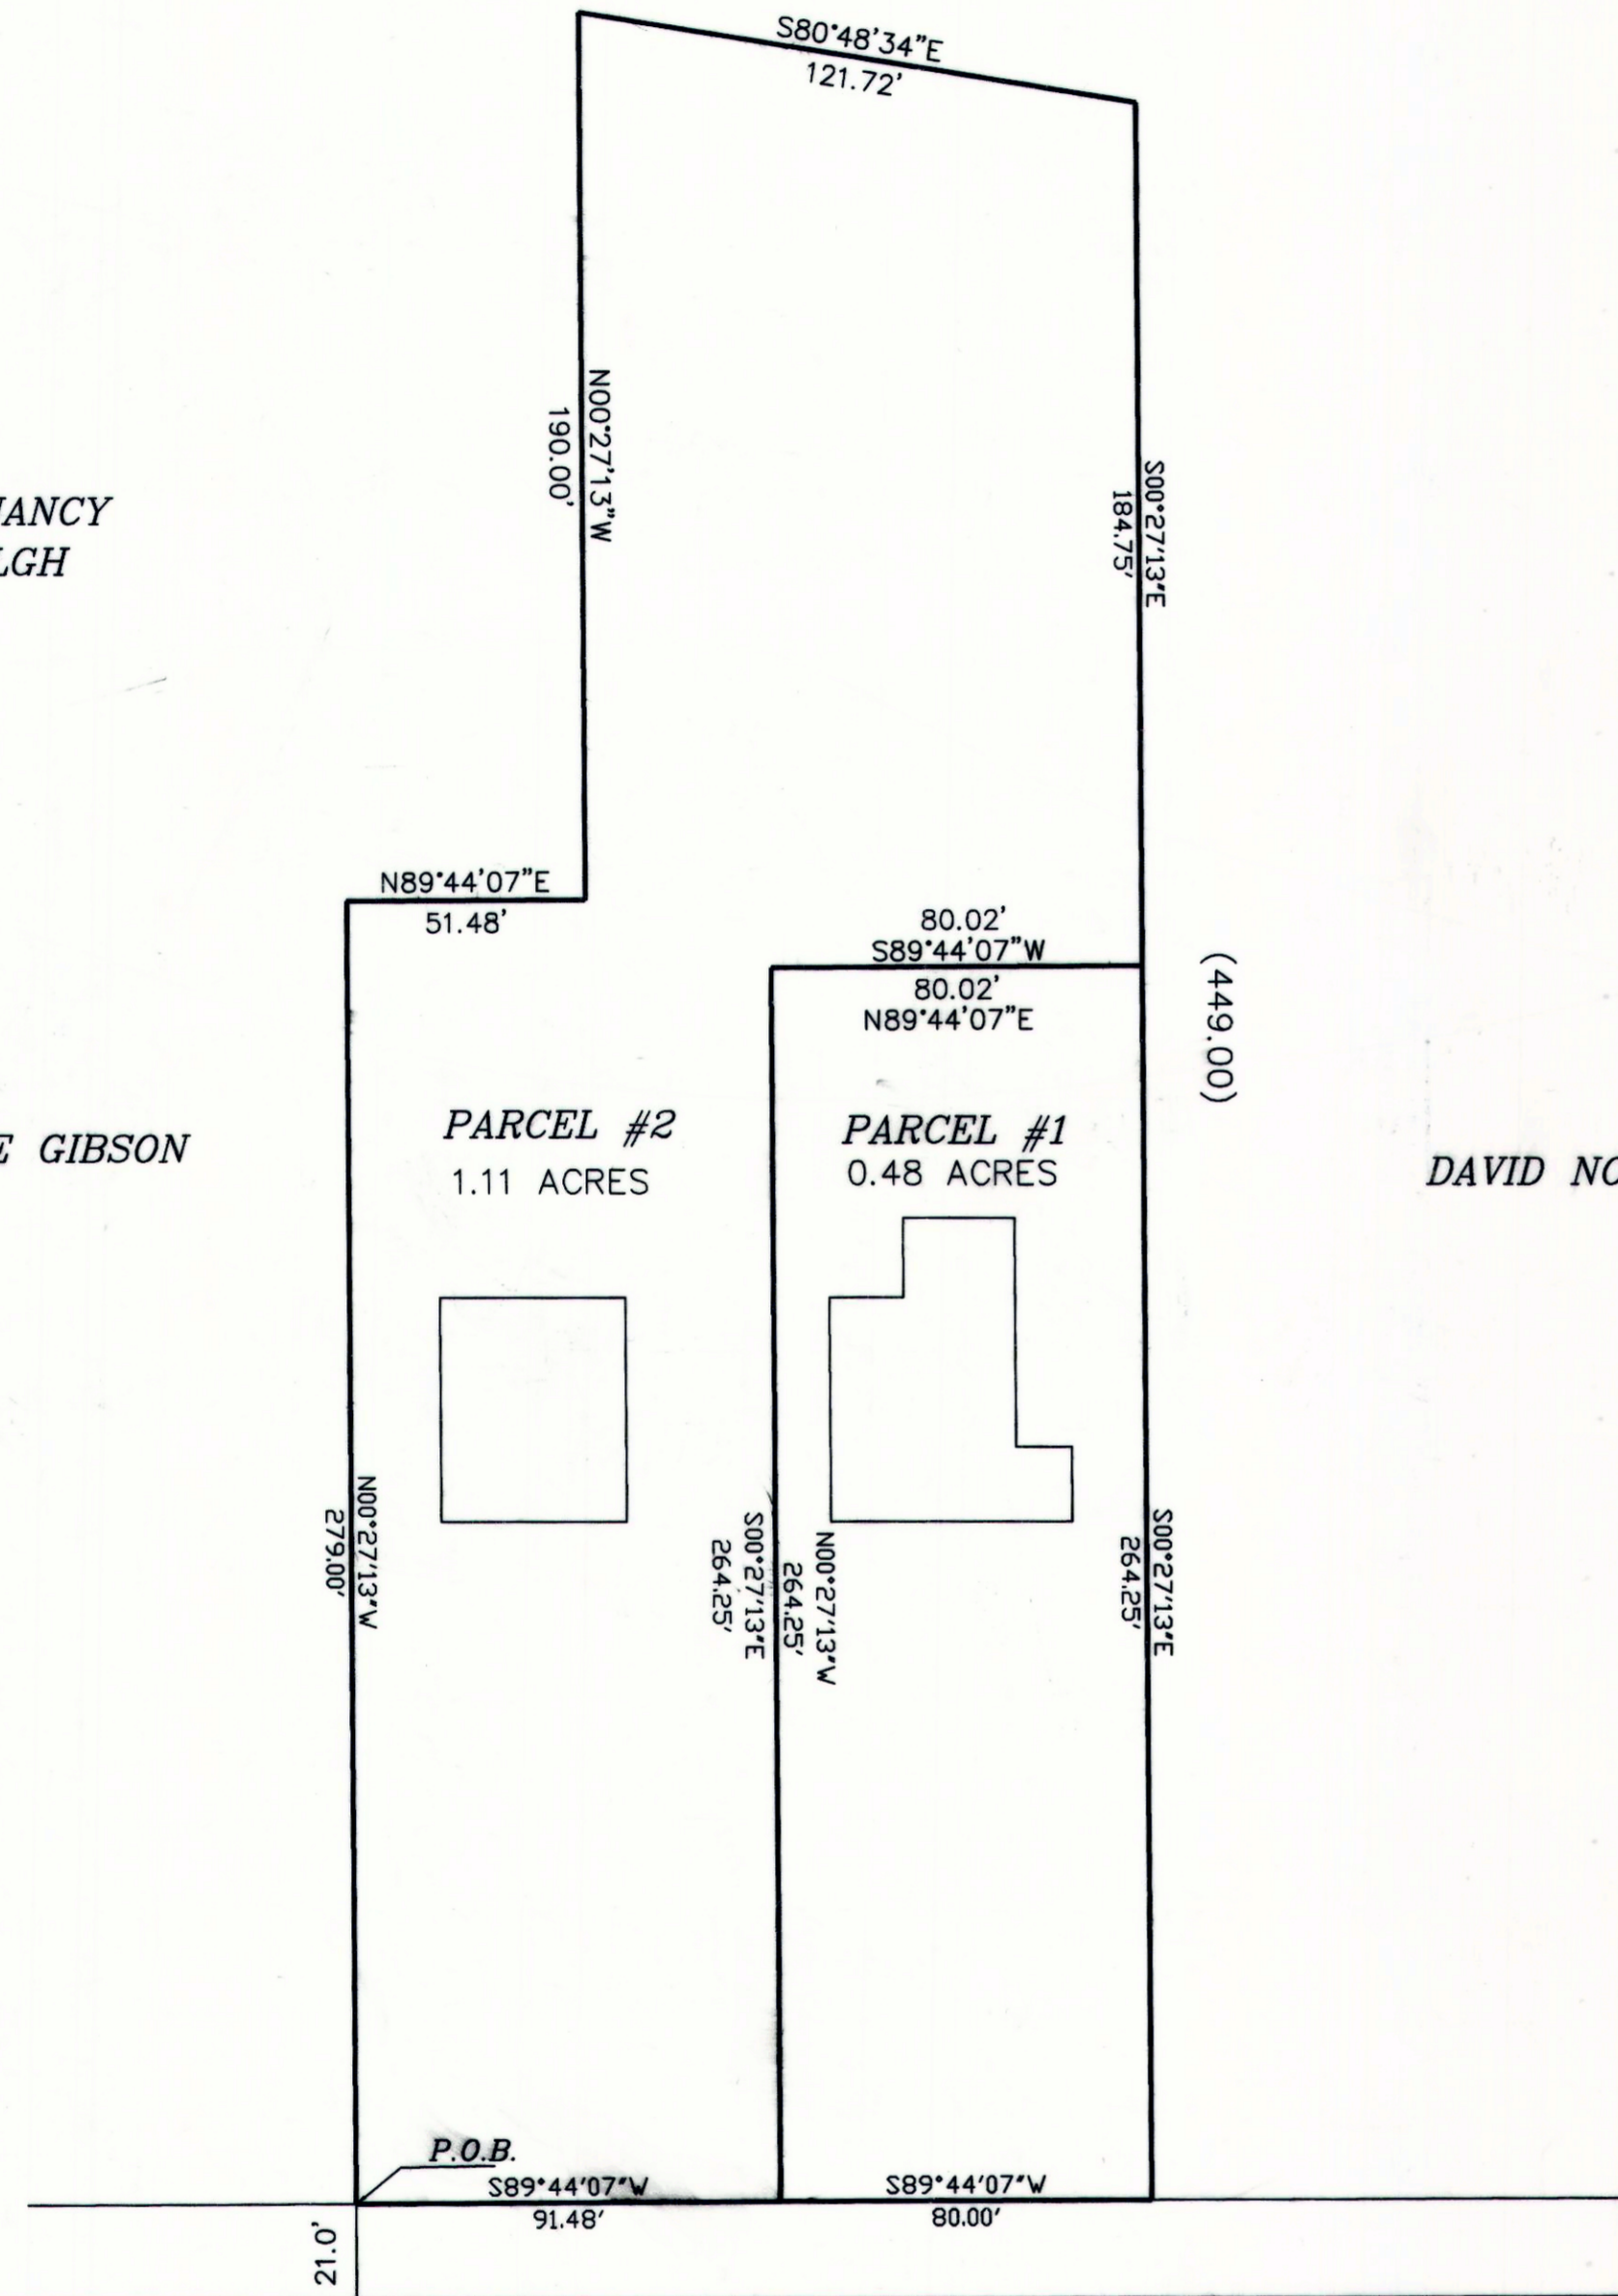 S80°48'34"E
121.72'
N00°27'13"W
190.00'
S00°27'13"E
184.75'
ANCY
LGH
N89°44'07"E
51.48'
80.02'
S89°44'07"W
80.02'
N89°44'07"E
(449.00)
PARCEL #2
1.11 ACRES
PARCEL #1
0.48 ACRES
E GIBSON
DAVID NO
N00°27'13"W
279.00'
S00°27'13"E
264.25'
N00°27'13"W
264.25'
S00°27'13"E
264.25'
P.O.B.
S89°44'07"W
91.48'
S89°44'07"W
80.00'
21.0'